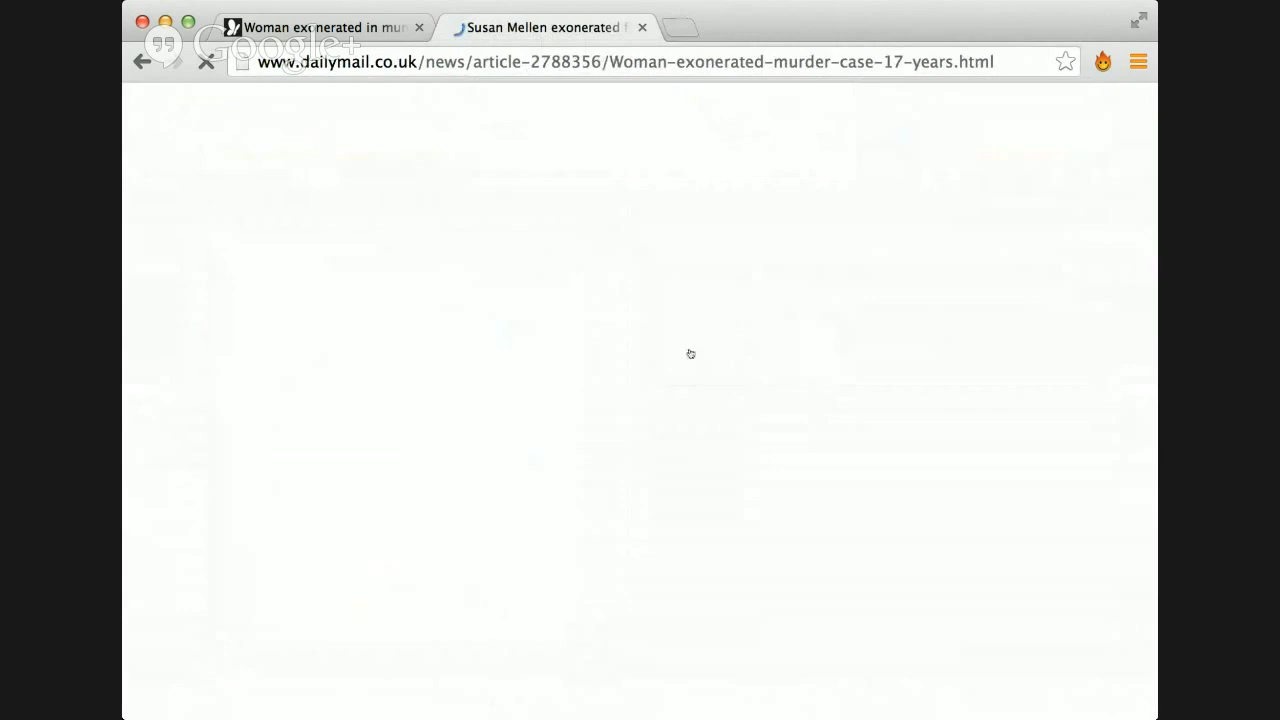 Woman exonerated in mur
Susan Mellen exonerated f
Google+
www.dailymail.co.uk/news/article-2788356/Woman-exonerated-murder-case-17-years.html